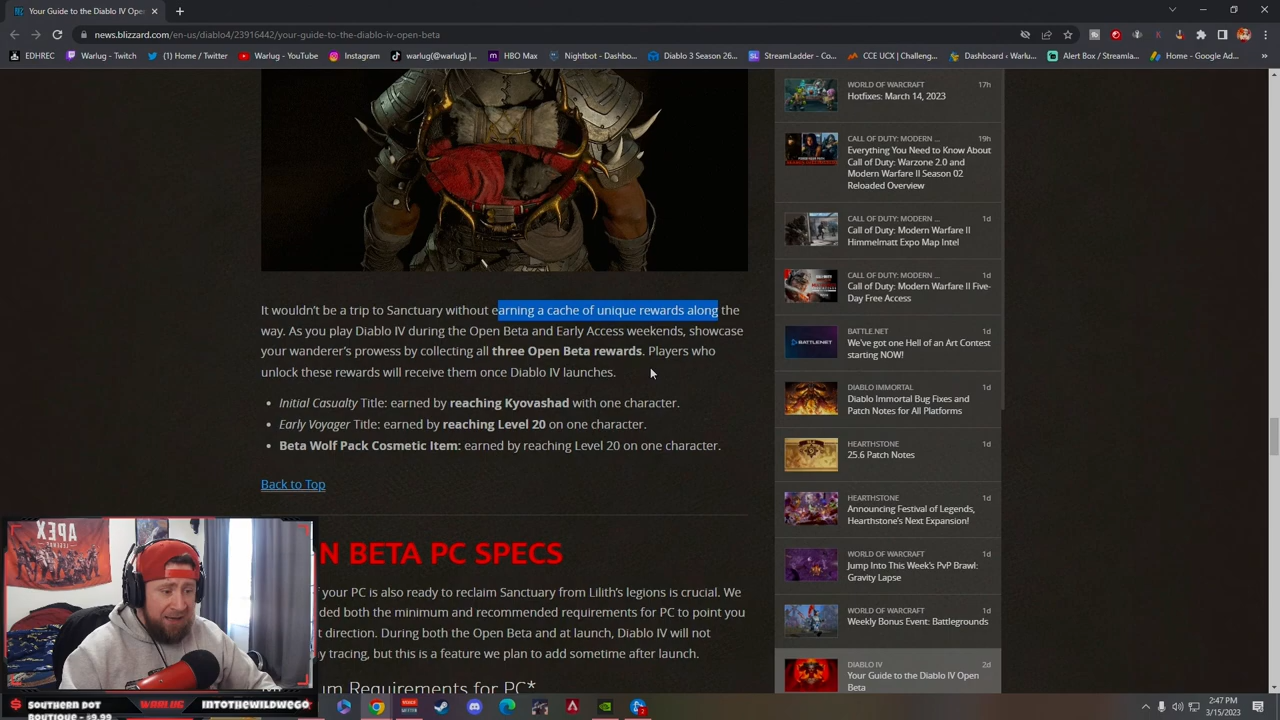 Your Guide to the Diablo IV Open
news.blizzard.com/en-us/diablo4/23916442/your-guide-to-the-diablo-iv-open-beta
EDHREC
Warlug - Twitch
(1) Home / Twitter
Warlug - YouTube
Instagram
warlug(@warlug) |...
HBO Max
Nightbot - Dashbo...
Diablo 3 Season 26...
StreamLadder - Co...
CCE UCX | Challeng...
Dashboard ‹ Warlu...
Alert Box / Streamla...
Home - Google Ad...
It wouldn't be a trip to Sanctuary without earning a cache of unique rewards along the
way. As you play Diablo IV during the Open Beta and Early Access weekends, showcase
your wanderer's prowess by collecting all three Open Beta rewards. Players who
unlock these rewards will receive them once Diablo IV launches.
• Initial Casualty Title: earned by reaching Kyovashad with one character.
• Early Voyager Title: earned by reaching Level 20 on one character.
• Beta Wolf Pack Cosmetic Item: earned by reaching Level 20 on one character.
Back to Top
N BETA PC SPECS
your PC is also ready to reclaim Sanctuary from Lilith's legions is crucial. We
ded both the minimum and recommended requirements for PC to point you
t direction. During both the Open Beta and at launch, Diablo IV will not
y tracing, but this is a feature we plan to add sometime after launch.
um Requirements for PC*
WORLD OF WARCRAFT 17h
Hotfixes: March 14, 2023
CALL OF DUTY: MODERN ... 19h
Everything You Need to Know About
Call of Duty: Warzone 2.0 and
Modern Warfare II Season 02
Reloaded Overview
CALL OF DUTY: MODERN ... 1d
Call of Duty: Modern Warfare II
Himmelmatt Expo Map Intel
CALL OF DUTY: MODERN ... 1d
Call of Duty: Modern Warfare II Five-
Day Free Access
BATTLE.NET 1d
We've got one Hell of an Art Contest
starting NOW!
BATTLENET
DIABLO IMMORTAL 1d
Diablo Immortal Bug Fixes and
Patch Notes for All Platforms
HEARTHSTONE 1d
25.6 Patch Notes
HEARTHSTONE 1d
Announcing Festival of Legends,
Hearthstone's Next Expansion!
WORLD OF WARCRAFT 1d
Jump Into This Week's PvP Brawl:
Gravity Lapse
WORLD OF WARCRAFT 1d
Weekly Bonus Event: Battlegrounds
DIABLO IV 2d
Your Guide to the Diablo IV Open
Beta
APEX
SOUTHERN DOT
BOUTIQUE - $9.99
WARLUG
INTOTHEWILDWEGO
2:47 PM
3/15/2023